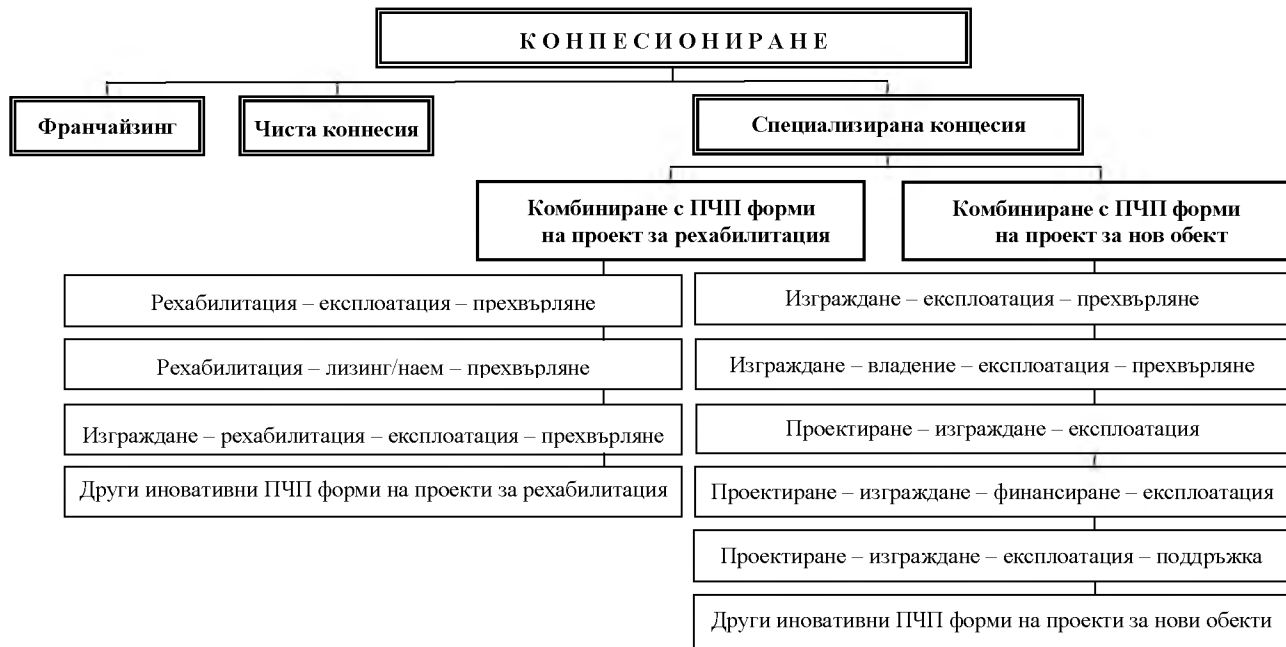 КОНПЕСИОНИРАНЕ
Франчайзинг
Чиста коннесия
Специализирана концесия
Комбиниране с ПЧП форми
на проект за рехабилитация
Комбиниране с ПЧП форми
на проект за нов обект
Рехабилитация – експлоатация – прехвърляне
Рехабилитация – лизинг/наем – прехвърляне
Изграждане – рехабилитация – експлоатация – прехвърляне
Други иновативни ПЧП форми на проекти за рехабилитация
Изграждане – експлоатация – прехвърляне
Изграждане – владение – експлоатация – прехвърляне
Проектиране – изграждане – експлоатация
Проектиране – изграждане – финансиране – експлоатация
Проектиране – изграждане – експлоатация – поддръжка
Други иновативни ПЧП форми на проекти за нови обекти